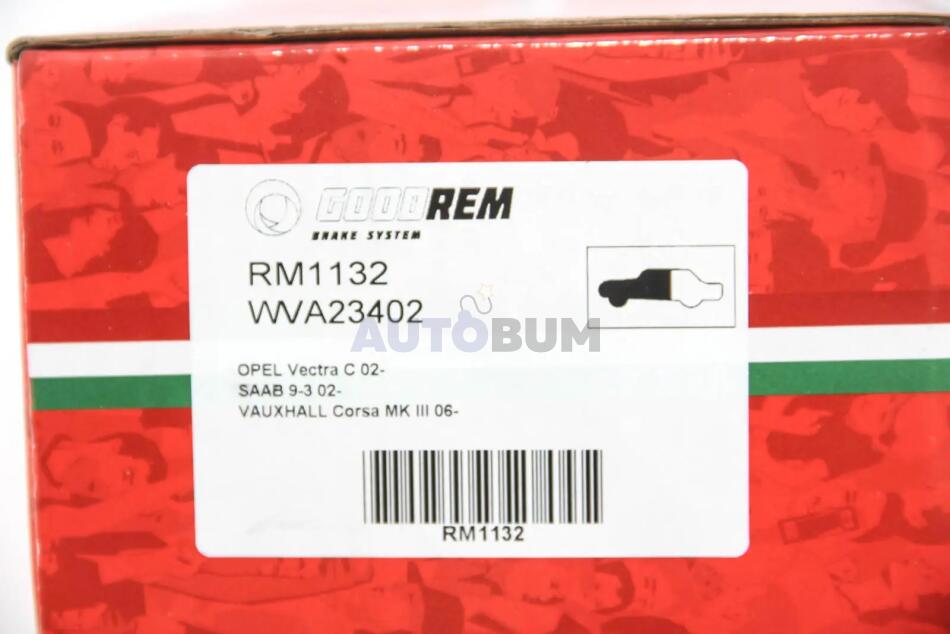 GOODREM
BRAKE SYSTEM
RM1132
WVA23402
AUTOBUM
OPEL Vectra C 02-
SAAB 9-3 02-
VAUXHALL Corsa MK III 06-
RM1132